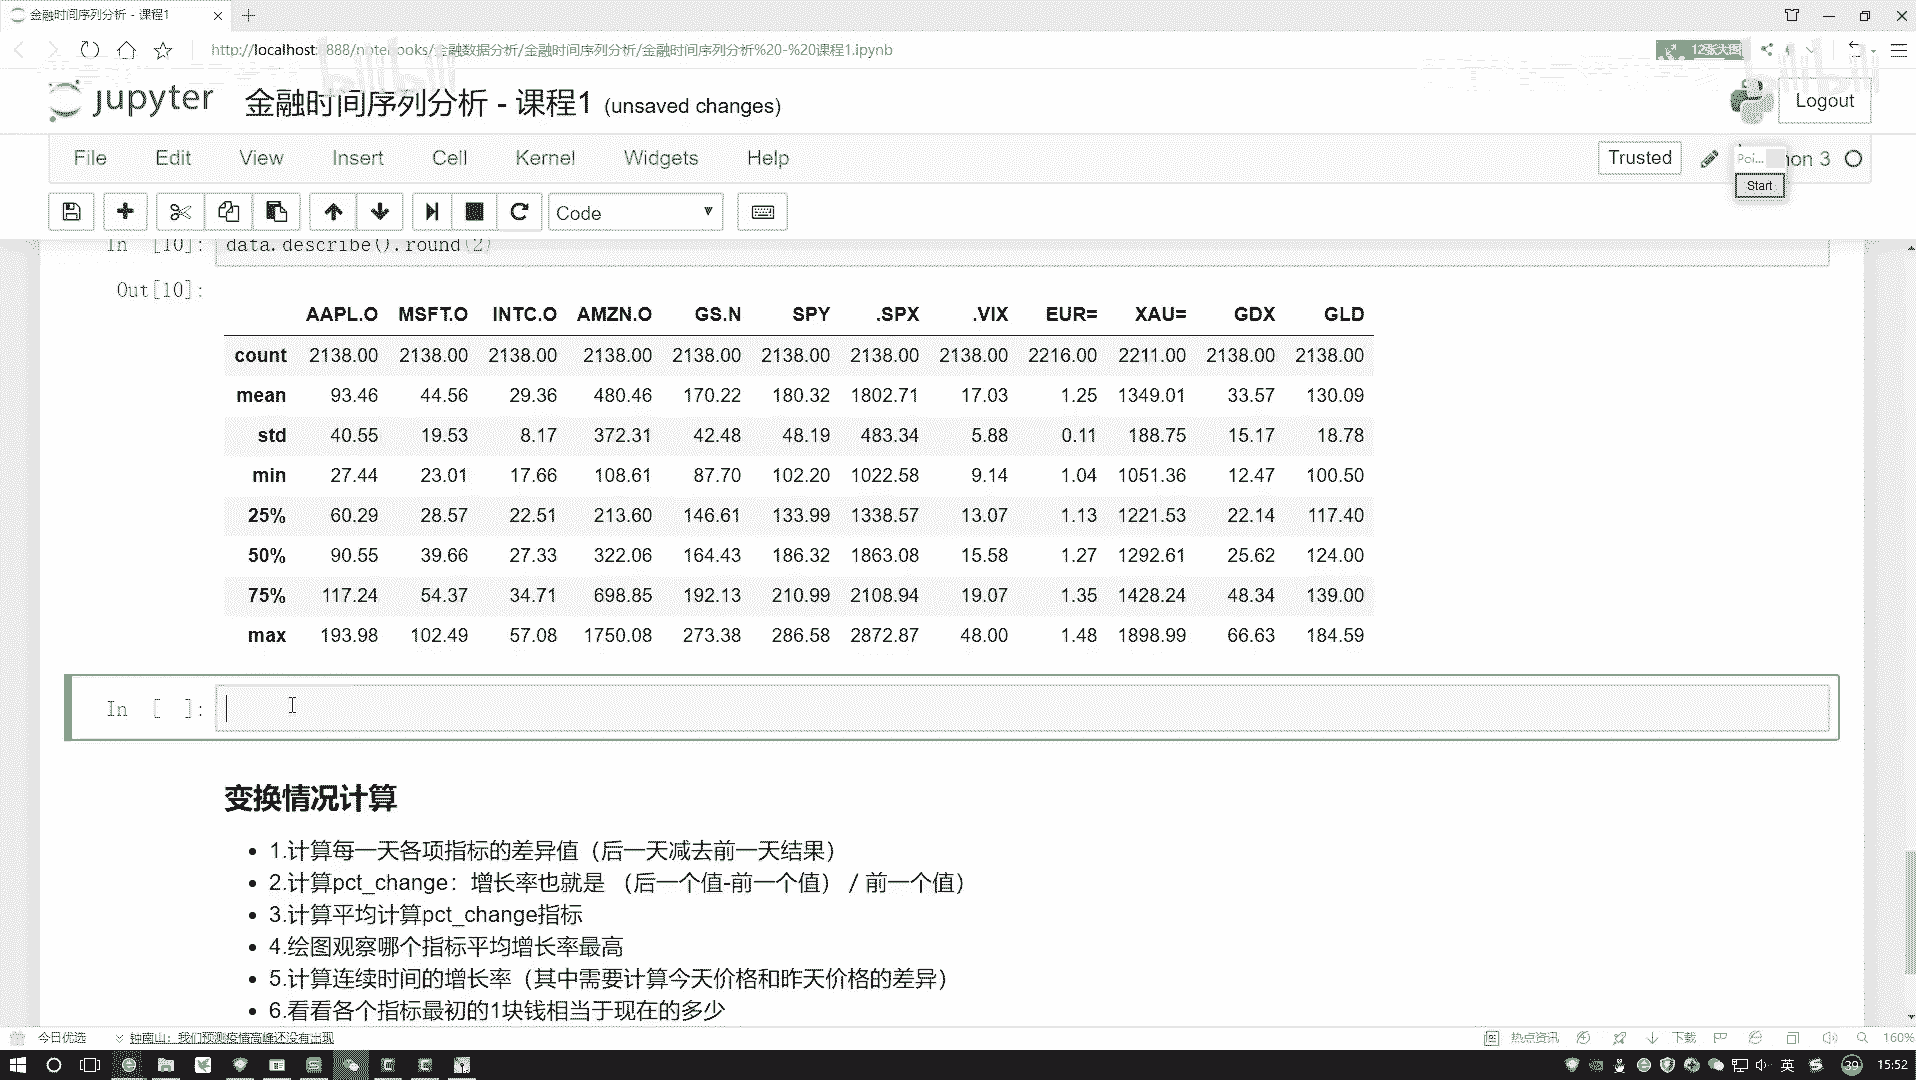 金融时间序列分析 - 课程1
http://localhost:8888/notebooks/金融数据分析/金融时间序列分析/金融时间序列分析%20-%20课程1.ipynb
bilibili
bilibili
jupyter 金融时间序列分析 - 课程1 (unsaved changes)
Logout
File Edit View Insert Cell Kernel Widgets Help
Trusted
Poi...
hon 3
Start
Code
In [10]: data.describe().round(2)
Out[10]:
AAPL.O MSFT.O INTC.O AMZN.O GS.N SPY .SPX .VIX EUR= XAU= GDX GLD
count 2138.00 2138.00 2138.00 2138.00 2138.00 2138.00 2138.00 2138.00 2216.00 2211.00 2138.00 2138.00
mean 93.46 44.56 29.36 480.46 170.22 180.32 1802.71 17.03 1.25 1349.01 33.57 130.09
std 40.55 19.53 8.17 372.31 42.48 48.19 483.34 5.88 0.11 188.75 15.17 18.78
min 27.44 23.01 17.66 108.61 87.70 102.20 1022.58 9.14 1.04 1051.36 12.47 100.50
25% 60.29 28.57 22.51 213.60 146.61 133.99 1338.57 13.07 1.13 1221.53 22.14 117.40
50% 90.55 39.66 27.33 322.06 164.43 186.32 1863.08 15.58 1.27 1292.61 25.62 124.00
75% 117.24 54.37 34.71 698.85 192.13 210.99 2108.94 19.07 1.35 1428.24 48.34 139.00
max 193.98 102.49 57.08 1750.08 273.38 286.58 2872.87 48.00 1.48 1898.99 66.63 184.59
In [ ]:
变换情况计算
1.计算每一天各项指标的差异值（后一天减去前一天结果）
2.计算pct_change：增长率也就是 （后一个值-前一个值） / 前一个值）
3.计算平均计算pct_change指标
4.绘图观察哪个指标平均增长率最高
5.计算连续时间的增长率（其中需要计算今天价格和昨天价格的差异）
6.看看各个指标最初的1块钱相当于现在的多少
今日优选
钟南山：我们预测疫情高峰还没有出现
热点资讯
下载
160%
英
39
15:52